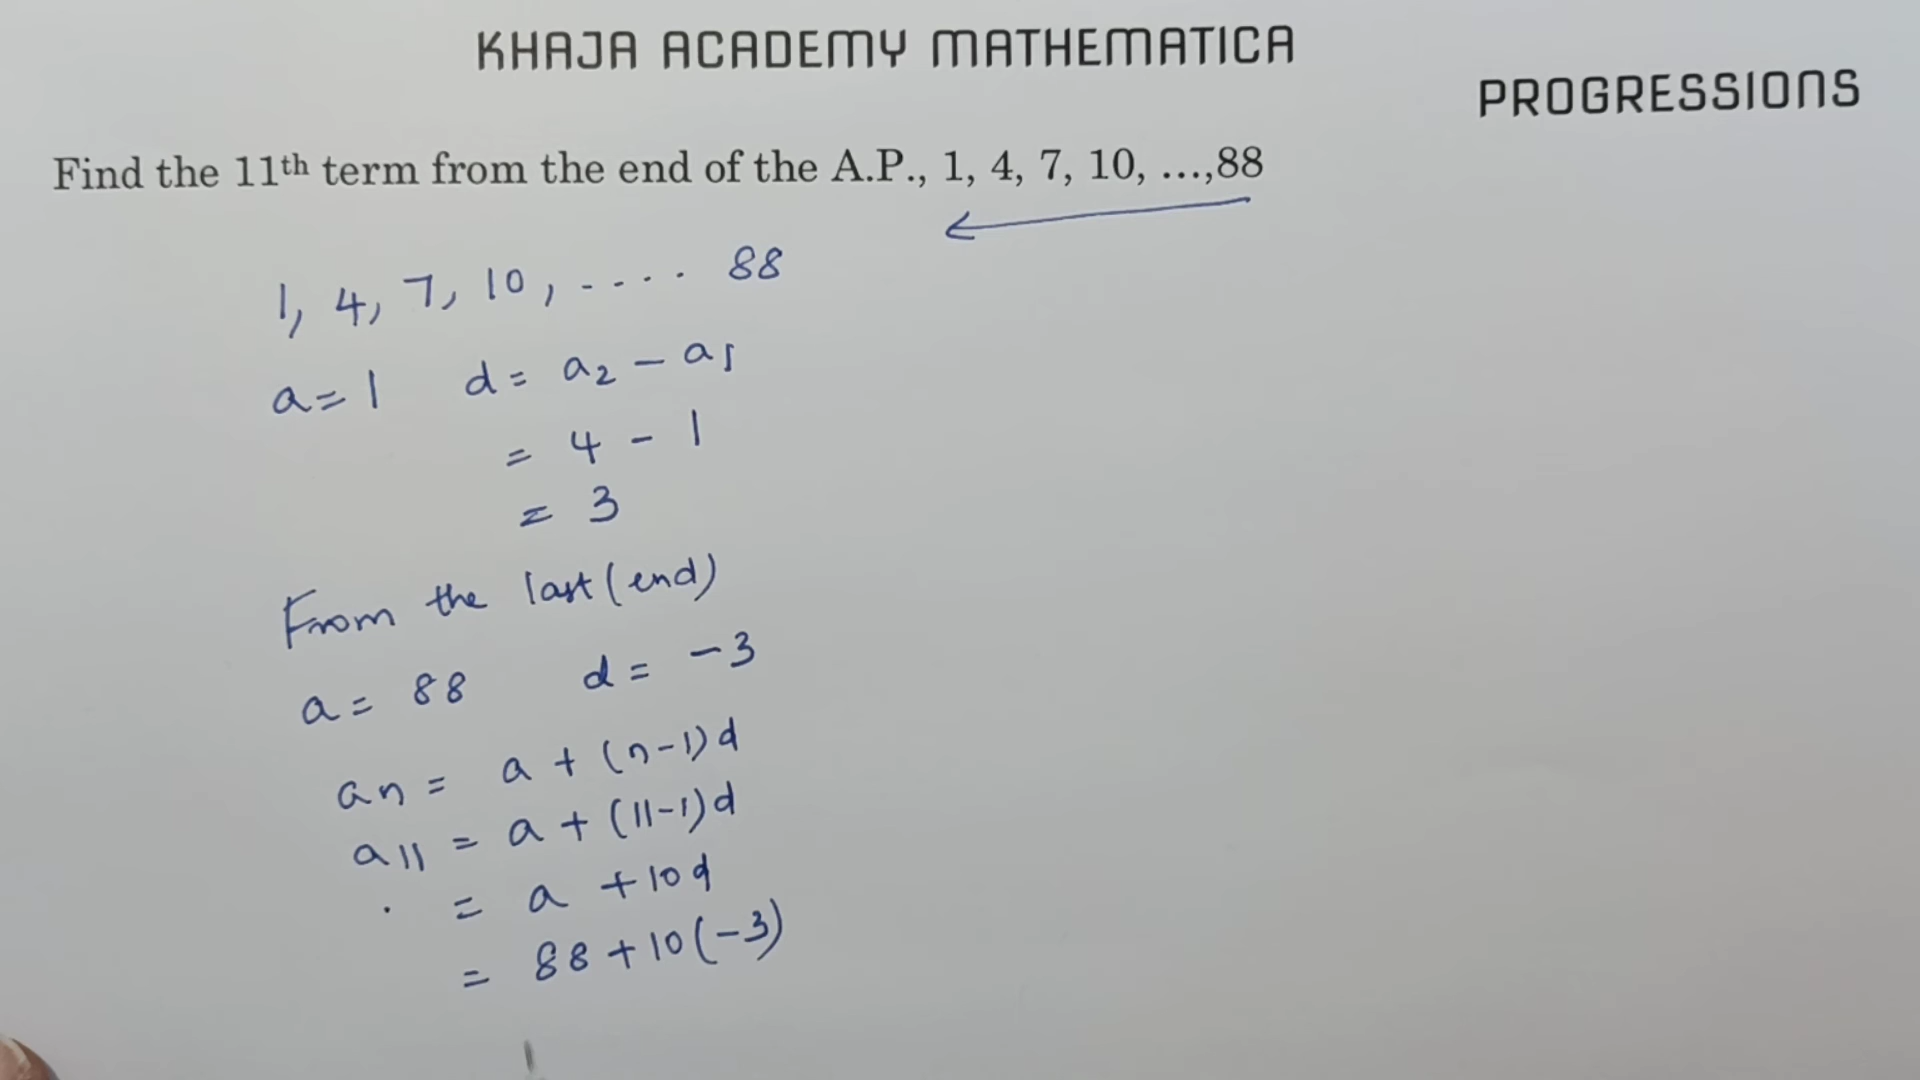 KHAJA ACADEMY MATHEMATICA
PROGRESSIONS
Find the 11th term from the end of the A.P., 1, 4, 7, 10, ...,88
1, 4, 7, 10, ..... 88
a = 1 d = a2 - a1
= 4 - 1
= 3
From the last (end)
a = 88 d = -3
an = a + (n-1)d
a11 = a + (11-1)d
= a + 10d
= 88 + 10(-3)